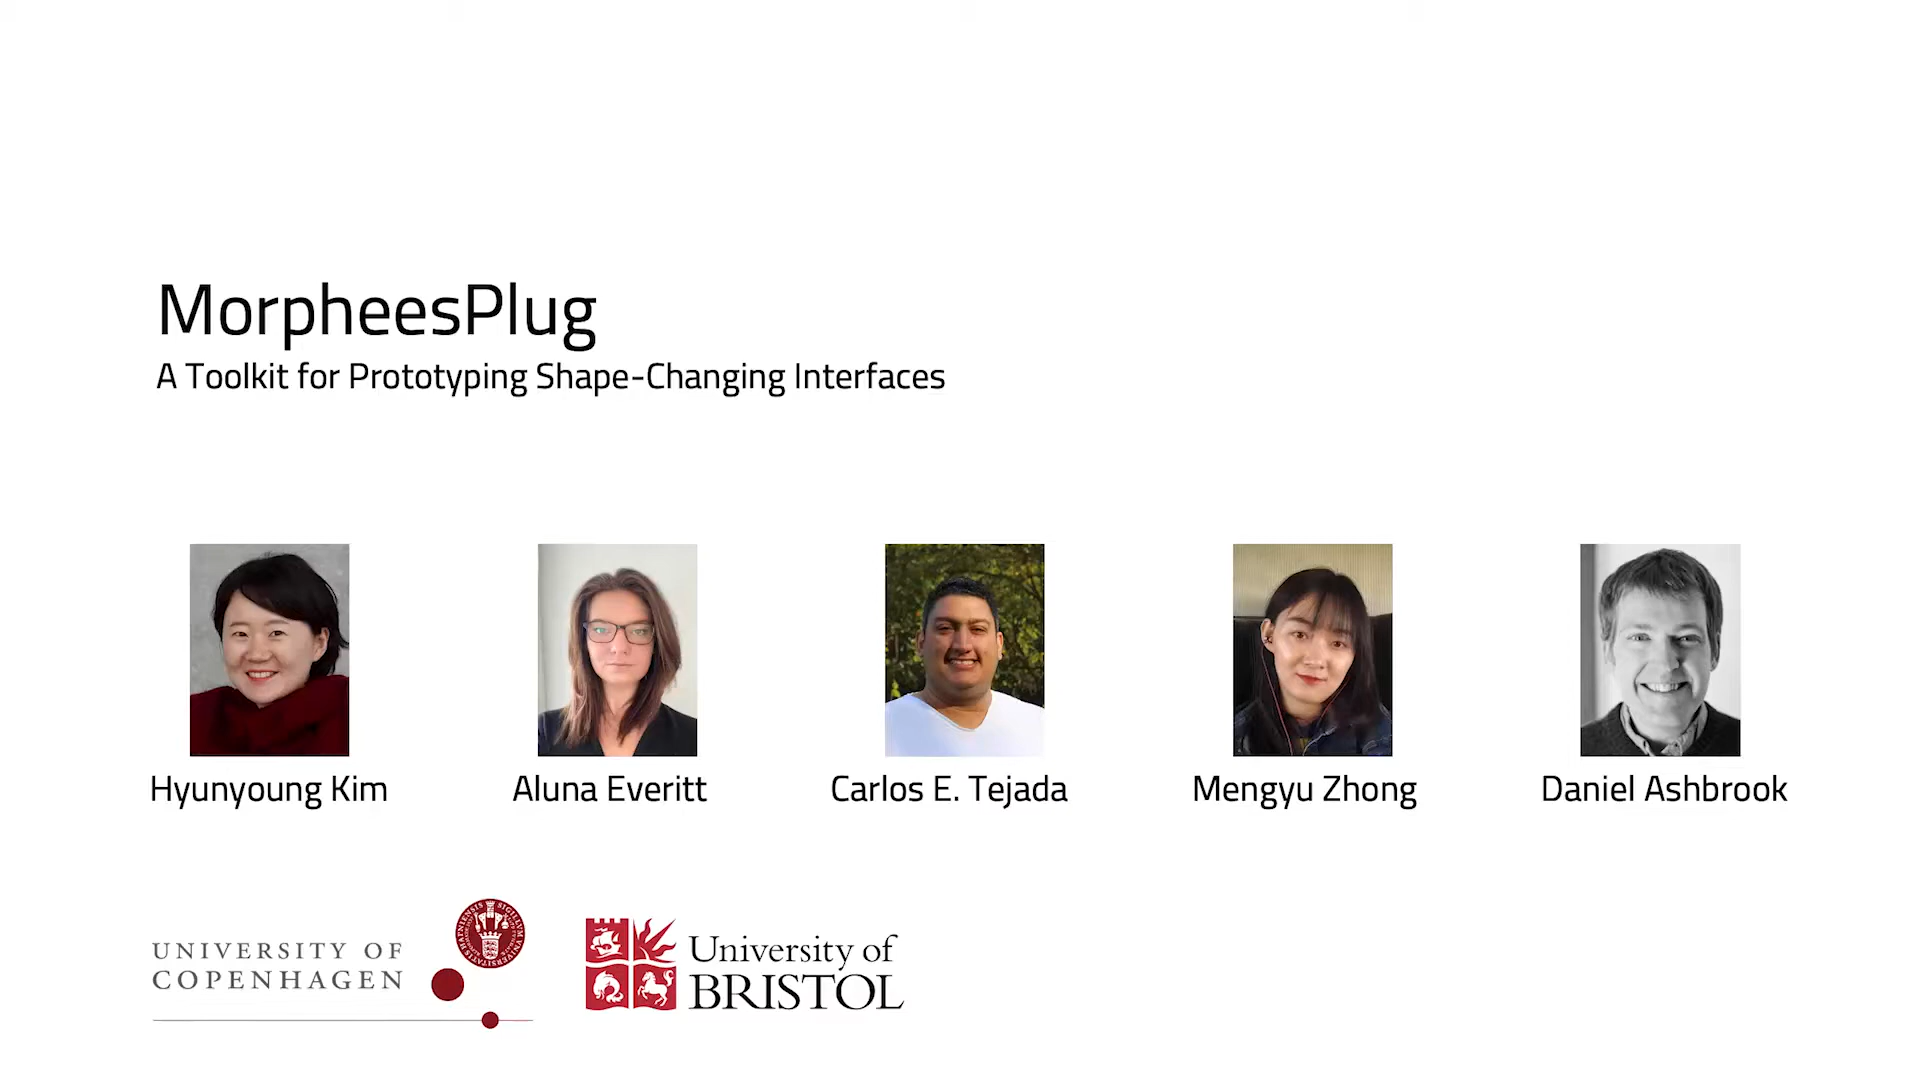 MorpheesPlug
A Toolkit for Prototyping Shape-Changing Interfaces
Hyunyoung Kim
Aluna Everitt
Carlos E. Tejada
Mengyu Zhong
Daniel Ashbrook
UNIVERSITY OF
COPENHAGEN
University of
BRISTOL